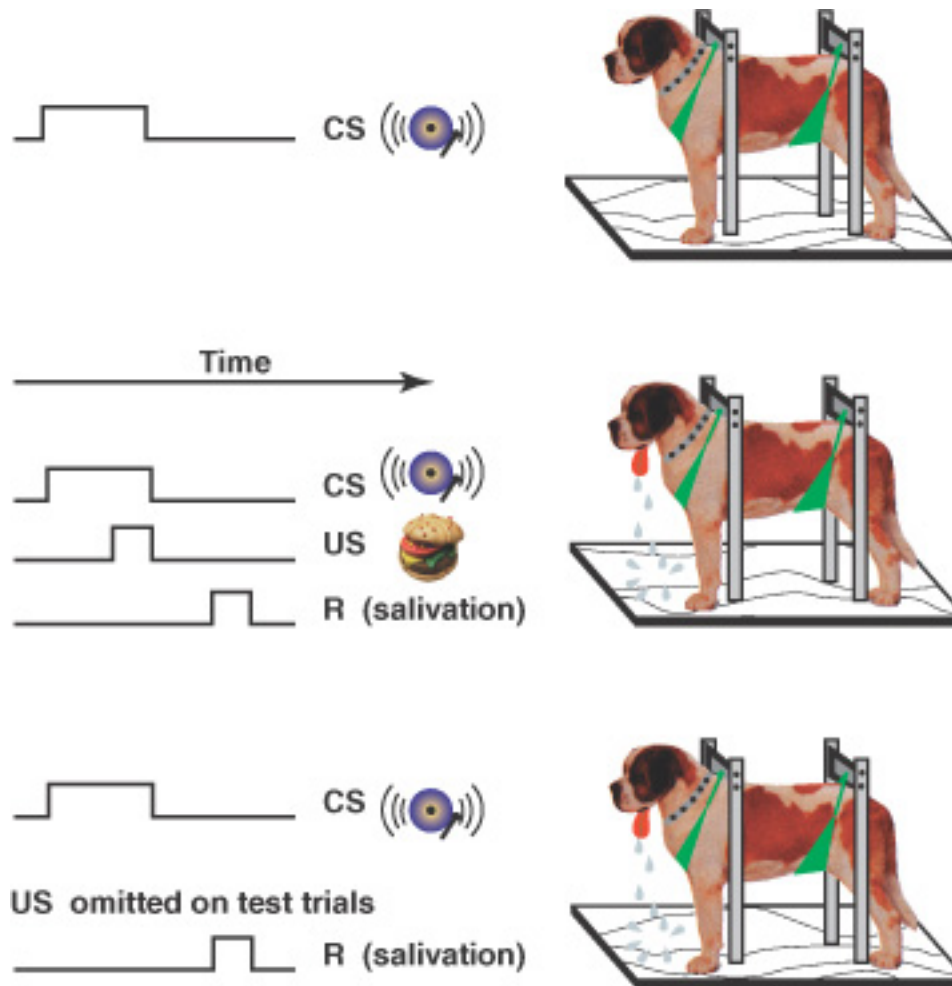 CS
Time
CS
US
R (salivation)
CS
US omitted on test trials
R (salivation)